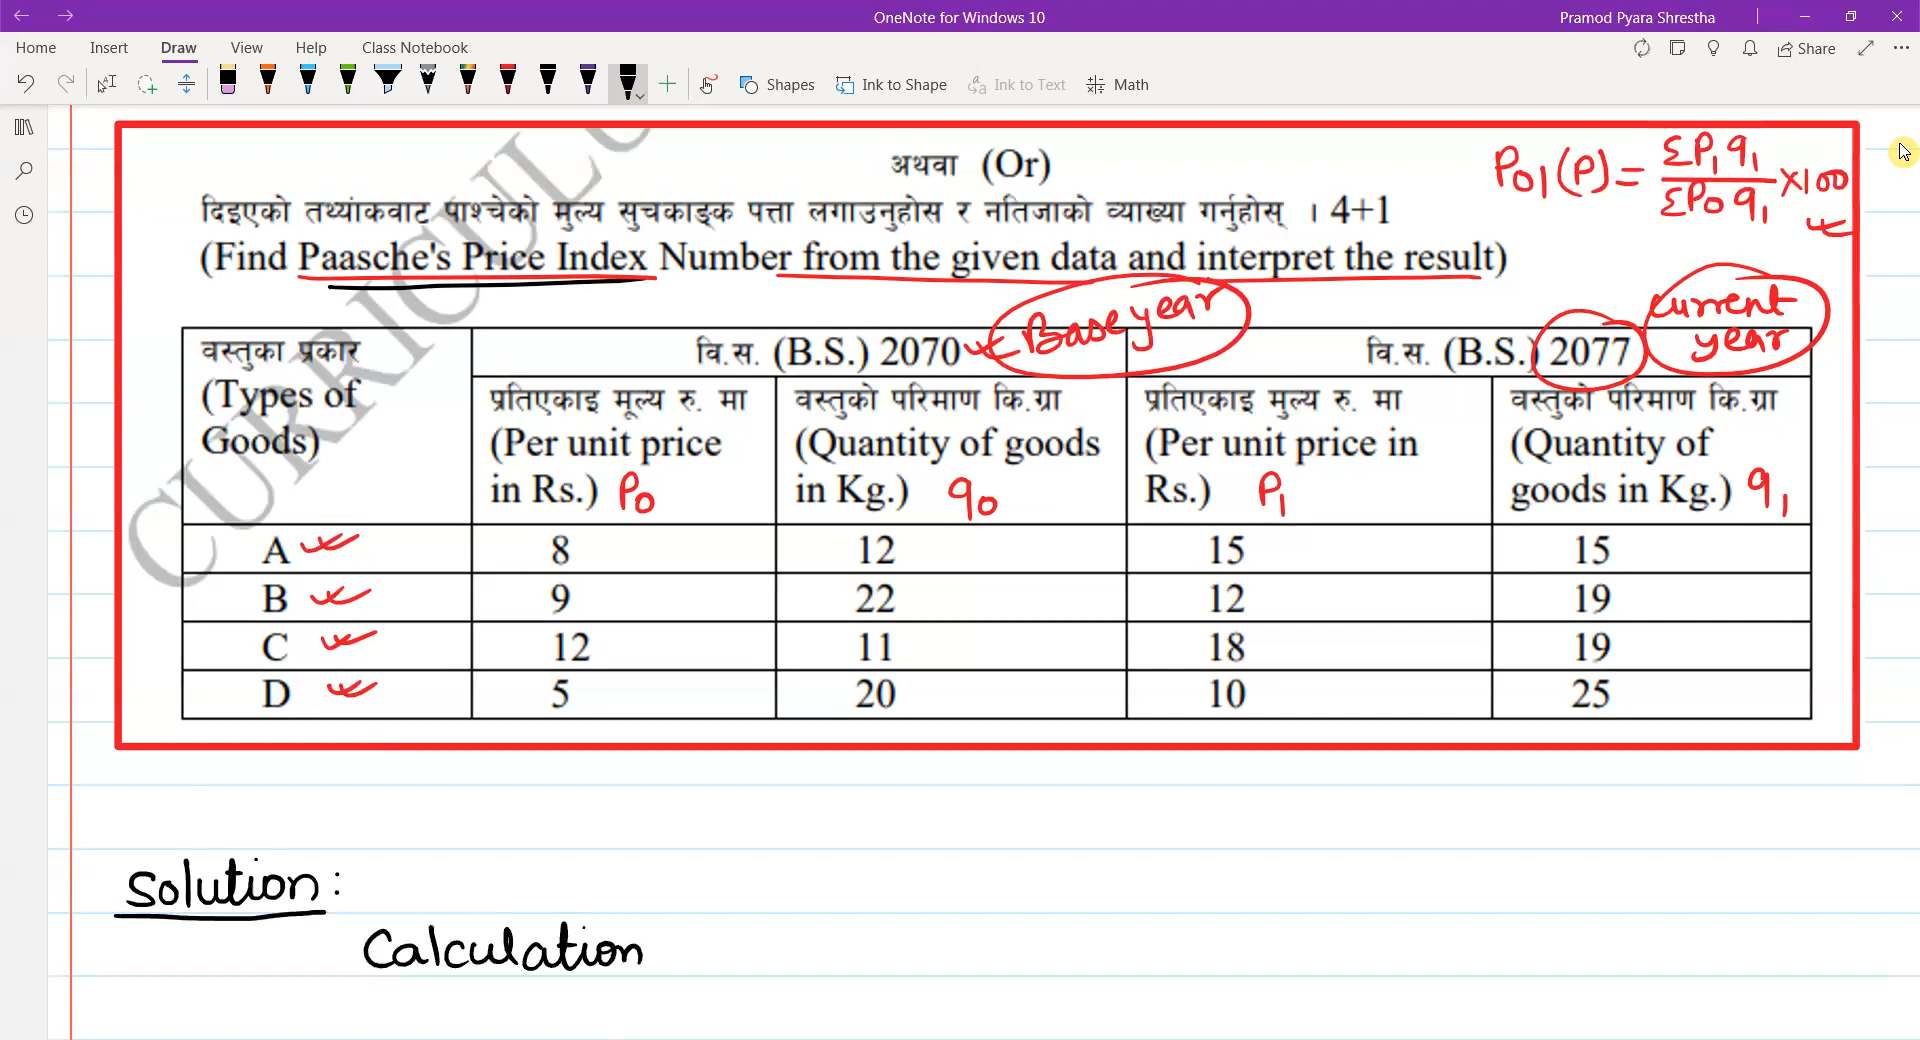 OneNote for Windows 10
Pramod Pyara Shrestha
Home Insert Draw View Help Class Notebook
Share
Shapes Ink to Shape Ink to Text Math
CURRICULU
अथवा (Or)
P01(P) = ΣP1q1 / ΣP0q1 ×100
दिइएको तथ्यांकवाट पाश्चेको मुल्य सुचकाङ्क पत्ता लगाउनुहोस र नतिजाको व्याख्या गर्नुहोस् । 4+1
(Find Paasche's Price Index Number from the given data and interpret the result)
Base year
current year
वस्तुका प्रकार (Types of Goods)
वि.स. (B.S.) 2070
वि.स. (B.S.) 2077
प्रतिएकाइ मूल्य रु. मा (Per unit price in Rs.) P0
वस्तुको परिमाण कि.ग्रा (Quantity of goods in Kg.) q0
प्रतिएकाइ मुल्य रु. मा (Per unit price in Rs.) P1
वस्तुको परिमाण कि.ग्रा (Quantity of goods in Kg.) q1
A 8 12 15 15
B 9 22 12 19
C 12 11 18 19
D 5 20 10 25
Solution:
Calculation